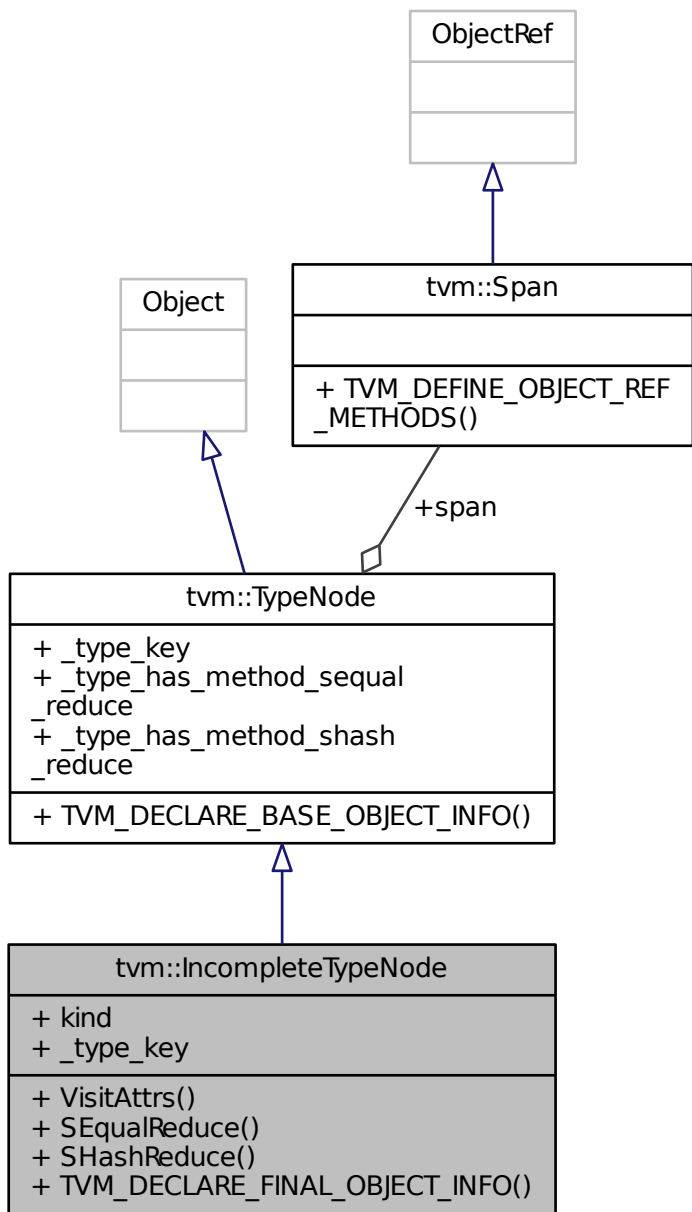 ObjectRef
tvm::Span
+ TVM_DEFINE_OBJECT_REF
_METHODS()
Object
+span
tvm::TypeNode
+ _type_key
+ _type_has_method_sequal
_reduce
+ _type_has_method_shash
_reduce
+ TVM_DECLARE_BASE_OBJECT_INFO()
tvm::IncompleteTypeNode
+ kind
+ _type_key
+ VisitAttrs()
+ SEqualReduce()
+ SHashReduce()
+ TVM_DECLARE_FINAL_OBJECT_INFO()